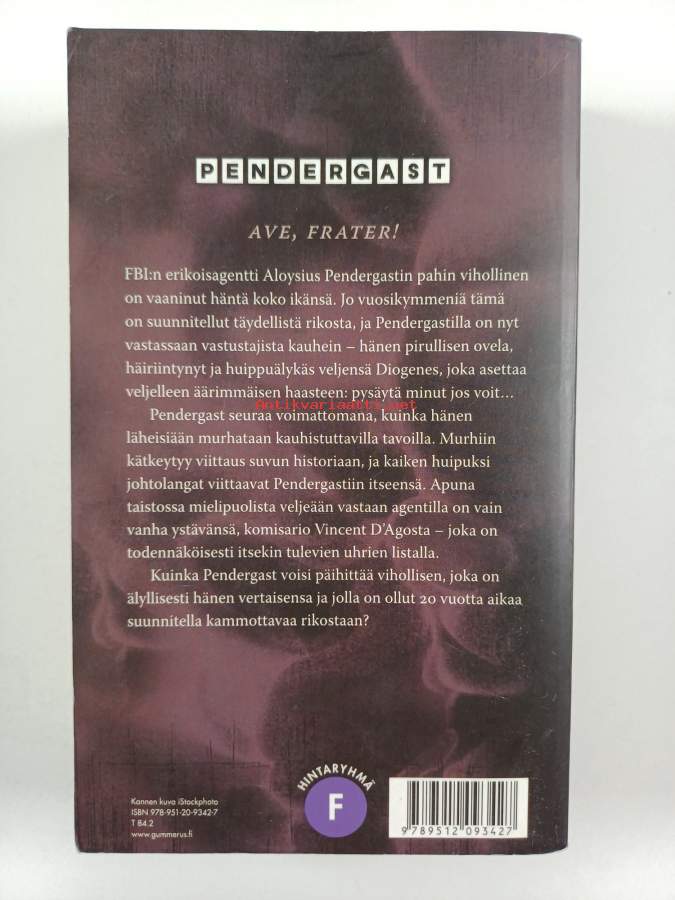 PENDERGAST
AVE, FRATER!
FBI:n erikoisagentti Aloysius Pendergastin pahin vihollinen
on vaaninut häntä koko ikänsä. Jo vuosikymmeniä tämä
on suunnitellut täydellistä rikosta, ja Pendergastilla on nyt
vastassaan vastustajista kauhein – hänen pirullisen ovela,
häiriintynyt ja huippuälykäs veljensä Diogenes, joka asettaa
veljelleen äärimmäisen haasteen: pysäytä minut jos voit...
Antikvariaatti.net
Pendergast seuraa voimattomana, kuinka hänen
läheisiään murhataan kauhistuttavilla tavoilla. Murhiin
kätkeytyy viittaus suvun historiaan, ja kaiken huipuksi
johtolangat viittaavat Pendergastiin itseensä. Apuna
taistossa mielipuolista veljeään vastaan agentilla on vain
vanha ystävänsä, komisario Vincent D'Agosta – joka on
todennäköisesti itsekin tulevien uhrien listalla.
Kuinka Pendergast voisi päihittää vihollisen, joka on
älyllisesti hänen vertaisensa ja jolla on ollut 20 vuotta aikaa
suunnitella kammottavaa rikostaan?
HINTARYHMÄ
F
Kannen kuva iStockphoto
ISBN 978-951-20-9342-7
T 84.2
www.gummerus.fi
9 789512 093427